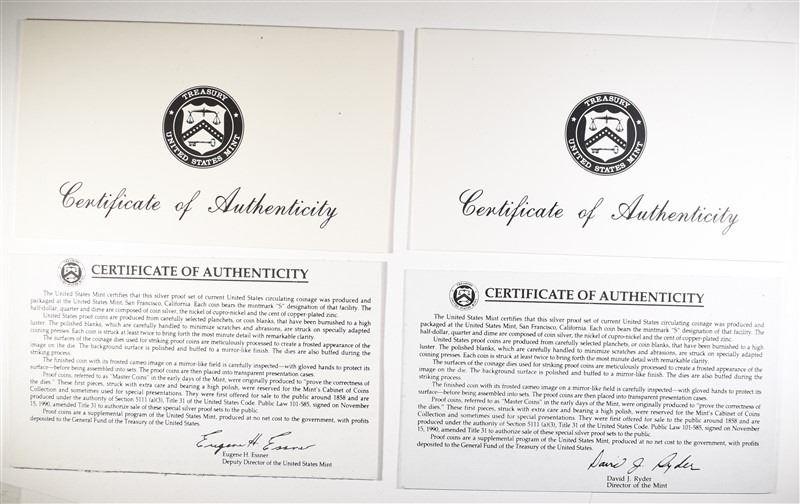 TREASURY
UNITED STATES MINT
Certificate of Authenticity
TREASURY
UNITED STATES MINT
Certificate of Authenticity
CERTIFICATE OF AUTHENTICITY
The United States Mint certifies that this silver proof set of current United States circulating coinage was produced and
packaged at the United States Mint, San Francisco, California. Each coin bears the mintmark "S" designation of that facility. The
half-dollar, quarter and dime are composed of coin silver, the nickel of cupro-nickel and the cent of copper-plated zinc.
United States proof coins are produced from carefully selected planchets, or coin blanks, that have been burnished to a high
luster. The polished blanks, which are carefully handled to minimize scratches and abrasions, are struck on specially adapted
coining presses. Each coin is struck at least twice to bring forth the most minute detail with remarkable clarity.
The surfaces of the coinage dies used for striking proof coins are meticulously processed to create a frosted appearance of the
image on the die. The background surface is polished and buffed to a mirror-like finish. The dies are also buffed during the
striking process.
The finished coin with its frosted cameo image on a mirror-like field is carefully inspected—with gloved hands to protect its
surface—before being assembled into sets. The proof coins are then placed into transparent presentation cases.
Proof coins, referred to as "Master Coins" in the early days of the Mint, were originally produced to "prove the correctness of
the dies." These first pieces, struck with extra care and bearing a high polish, were reserved for the Mint's Cabinet of Coins
Collection and sometimes used for special presentations. They were first offered for sale to the public around 1858 and are
produced under the authority of Section 5111 (a)(3), Title 31 of the United States Code. Public Law 101-585, signed on November
15, 1990, amended Title 31 to authorize sale of these special silver proof sets to the public.
Proof coins are a supplemental program of the United States Mint, produced at no net cost to the government, with profits
deposited to the General Fund of the Treasury of the United States.
Eugene H. Essner
Eugene H. Essner
Deputy Director of the United States Mint
CERTIFICATE OF AUTHENTICITY
The United States Mint certifies that this silver proof set of current United States circulating coinage was produced and
packaged at the United States Mint, San Francisco, California. Each coin bears the mintmark "S" designation of that facility. The
half-dollar, quarter and dime are composed of coin silver, the nickel of cupro-nickel and the cent of copper-plated zinc.
United States proof coins are produced from carefully selected planchets, or coin blanks, that have been burnished to a high
luster. The polished blanks, which are carefully handled to minimize scratches and abrasions, are struck on specially adapted
coining presses. Each coin is struck at least twice to bring forth the most minute detail with remarkable clarity.
The surfaces of the coinage dies used for striking proof coins are meticulously processed to create a frosted appearance of the
image on the die. The background surface is polished and buffed to a mirror-like finish. The dies are also buffed during the
striking process.
The finished coin with its frosted cameo image on a mirror-like field is carefully inspected—with gloved hands to protect its
surface—before being assembled into sets. The proof coins are then placed into transparent presentation cases.
Proof coins, referred to as "Master Coins" in the early days of the Mint, were originally produced to "prove the correctness of
the dies." These first pieces, struck with extra care and bearing a high polish, were reserved for the Mint's Cabinet of Coins
Collection and sometimes used for special presentations. They were first offered for sale to the public around 1858 and are
produced under the authority of Section 5111 (a)(3), Title 31 of the United States Code. Public Law 101-585, signed on November
15, 1990, amended Title 31 to authorize sale of these special silver proof sets to the public.
Proof coins are a supplemental program of the United States Mint, produced at no net cost to the government, with profits
deposited to the General Fund of the Treasury of the United States.
David J. Ryder
David J. Ryder
Director of the Mint